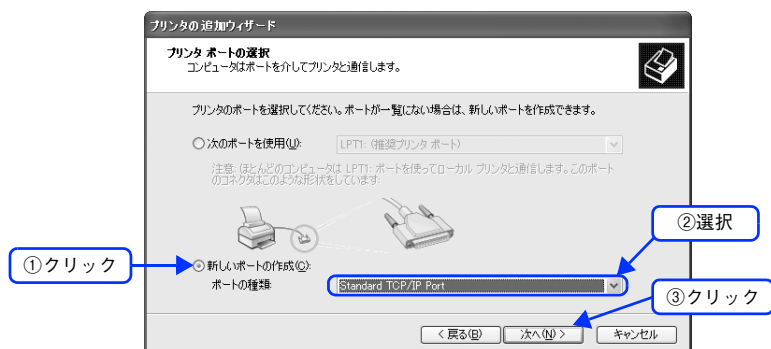 プリンタの追加ウィザード
プリンタ ポートの選択
コンピュータはポートを介してプリンタと通信します。
プリンタのポートを選択してください。ポートが一覧にない場合は、新しいポートを作成できます。
次のポートを使用(U):
LPT1: (推奨プリンタ ポート)
注意: ほとんどのコンピュータは LPT1: ポートを使ってローカル プリンタと通信します。このポート
のコネクタはこのような形状をしています:
②選択
①クリック
新しいポートの作成(C):
ポートの種類:
Standard TCP/IP Port
③クリック
< 戻る(B)
次へ(N) >
キャンセル